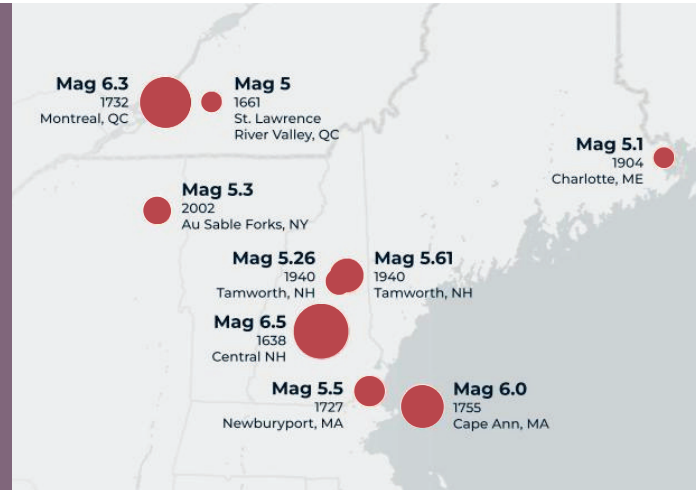 Mag 6.3
1732
Montreal, QC
Mag 5
1661
St. Lawrence
River Valley, QC
Mag 5.1
1904
Charlotte, ME
Mag 5.3
2002
Au Sable Forks, NY
Mag 5.26
1940
Tamworth, NH
Mag 5.61
1940
Tamworth, NH
Mag 6.5
1638
Central NH
Mag 5.5
1727
Newburyport, MA
Mag 6.0
1755
Cape Ann, MA